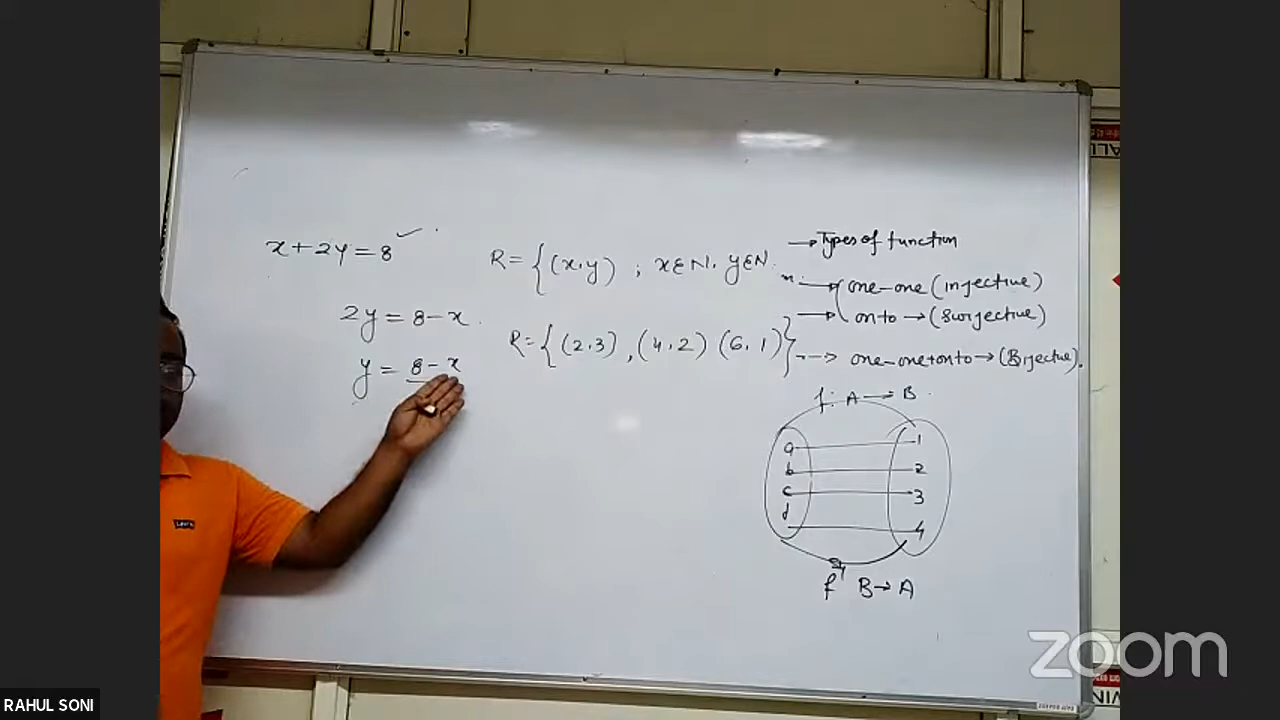 x+2y=8
2y = 8-x
y = 8-x
R= {(x,y) ; x∈N, y∈N
R= {(2,3), (4,2) (6,1)}
→Types of function
→ one-one (injective)
→ onto → (Surjective)
--> one-one+onto → (Bijective).
f: A → B
a 1
b 2
c 3
d 4
f⁻¹ B→A
zoom
RAHUL SONI